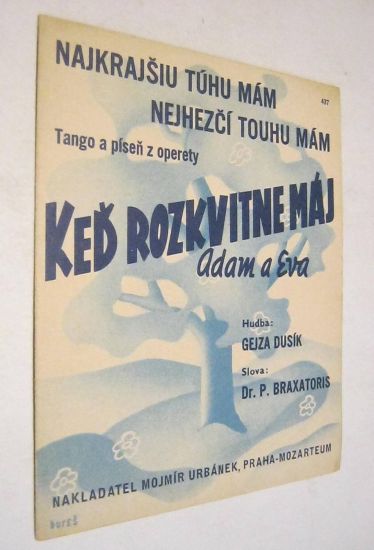 NAJKRAJŠIU TÚHU MÁM
437
NEJHEZČÍ TOUHU MÁM
Tango a píseň z operety
KEĎ ROZKVITNE MÁJ
Adam a Eva
Hudba:
GEJZA DUSÍK
Slova:
Dr. P. BRAXATORIS
NAKLADATEL MOJMÍR URBÁNEK, PRAHA-MOZARTEUM
bureš